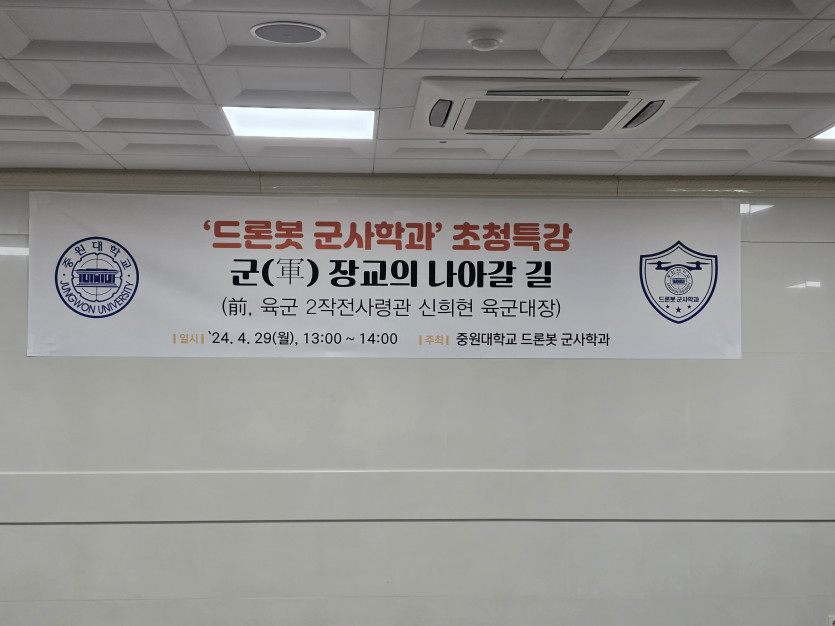 '드론봇 군사학과' 초청특강
군(軍) 장교의 나아갈 길
(前, 육군 2작전사령관 신희현 육군대장)
일시 '24. 4. 29(월), 13:00 ~ 14:00 주최 중원대학교 드론봇 군사학과
중원대학교
JUNGWON UNIVERSITY
드론봇 군사학과